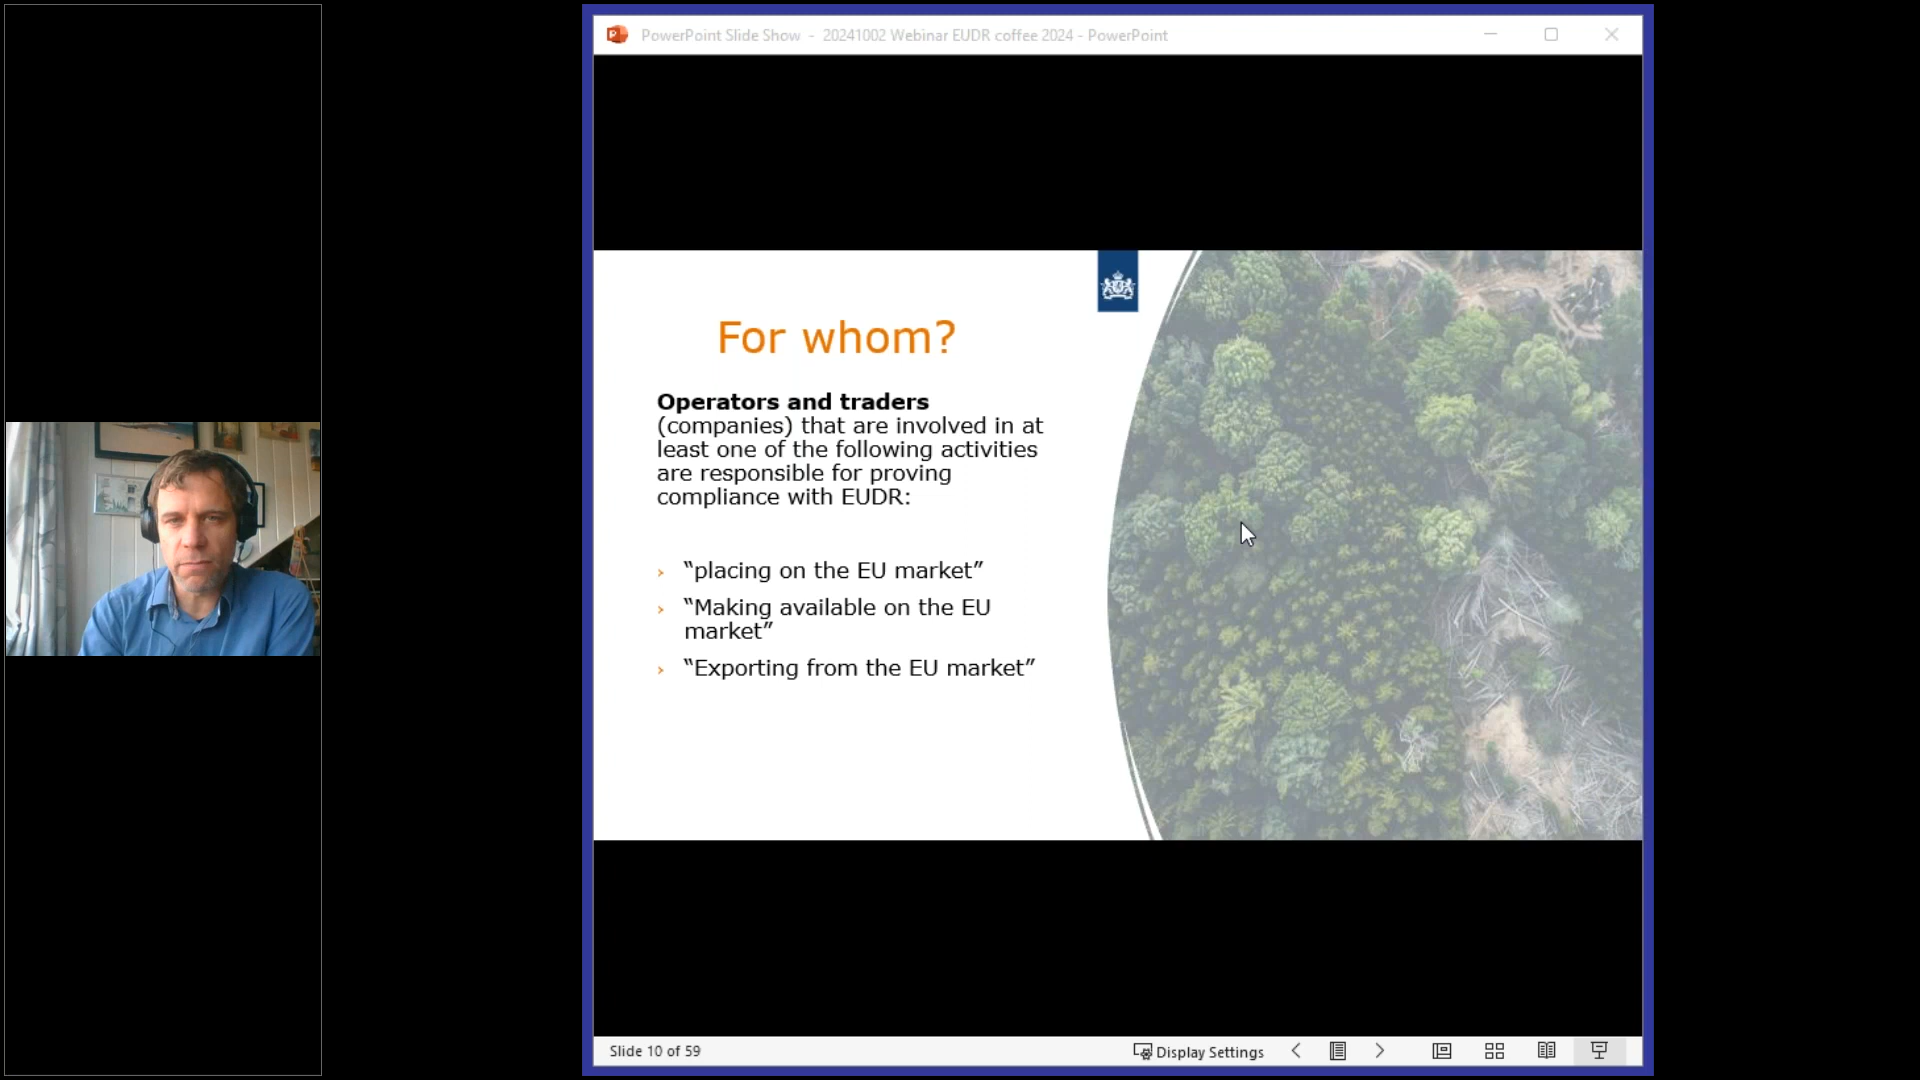 PowerPoint Slide Show - 20241002 Webinar EUDR coffee 2024 - PowerPoint
For whom?
Operators and traders
(companies) that are involved in at
least one of the following activities
are responsible for proving
compliance with EUDR:
› “placing on the EU market”
› “Making available on the EU
market”
› “Exporting from the EU market”
Slide 10 of 59
Display Settings